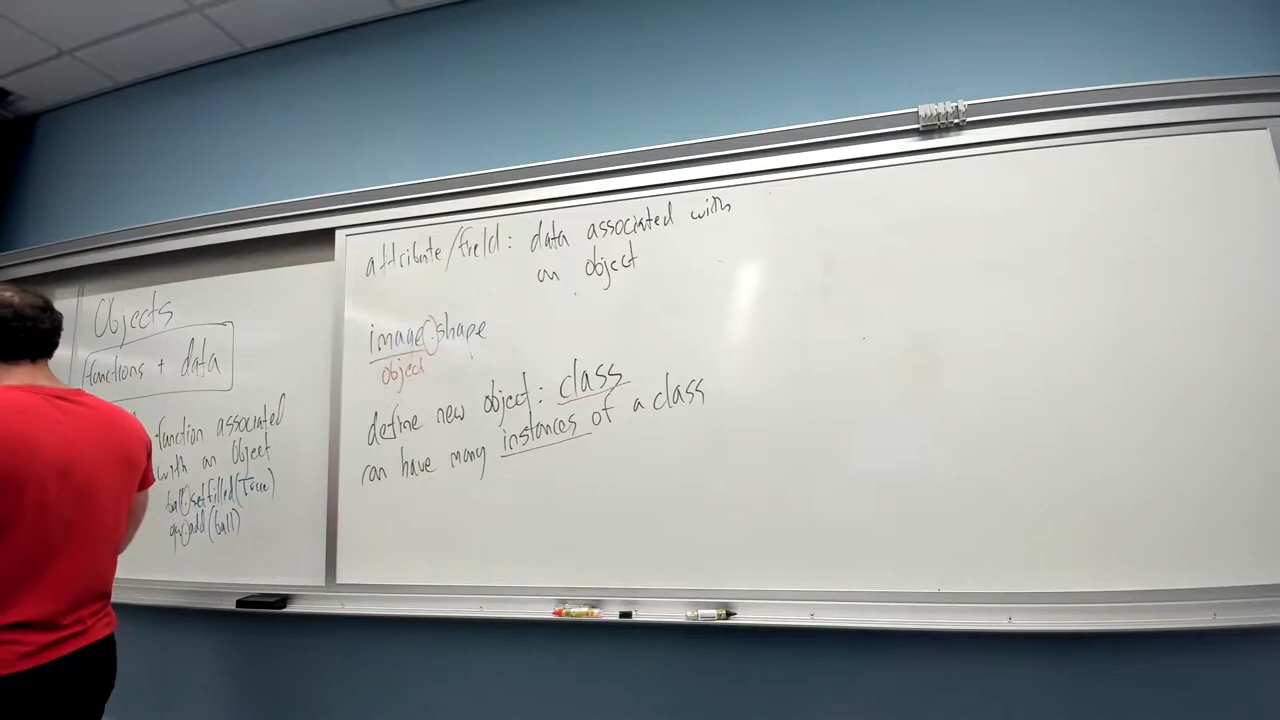 Objects
functions + data
function associated
with an Object
ball.setfilled(True)
gw.add(ball)
attribute/field: data associated with
an object
image.shape
object
define new object: class
can have many instances of a class